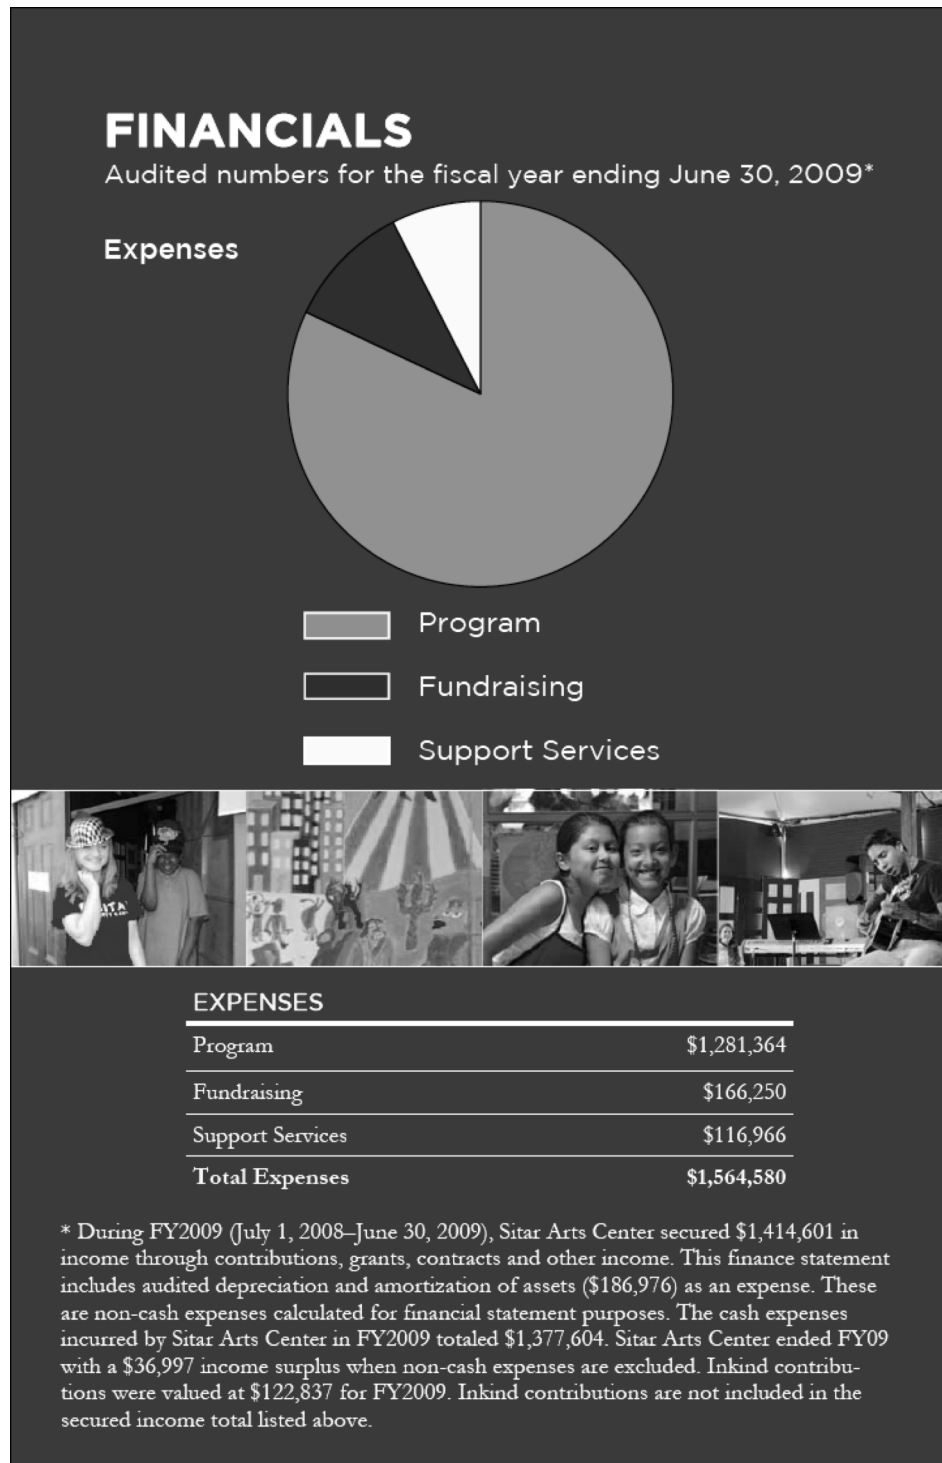 FINANCIALS
Audited numbers for the fiscal year ending June 30, 2009*
Expenses
Program
Fundraising
Support Services
EXPENSES
Program $1,281,364
Fundraising $166,250
Support Services $116,966
Total Expenses $1,564,580
* During FY2009 (July 1, 2008–June 30, 2009), Sitar Arts Center secured $1,414,601 in
income through contributions, grants, contracts and other income. This finance statement
includes audited depreciation and amortization of assets ($186,976) as an expense. These
are non-cash expenses calculated for financial statement purposes. The cash expenses
incurred by Sitar Arts Center in FY2009 totaled $1,377,604. Sitar Arts Center ended FY09
with a $36,997 income surplus when non-cash expenses are excluded. Inkind contribu-
tions were valued at $122,837 for FY2009. Inkind contributions are not included in the
secured income total listed above.